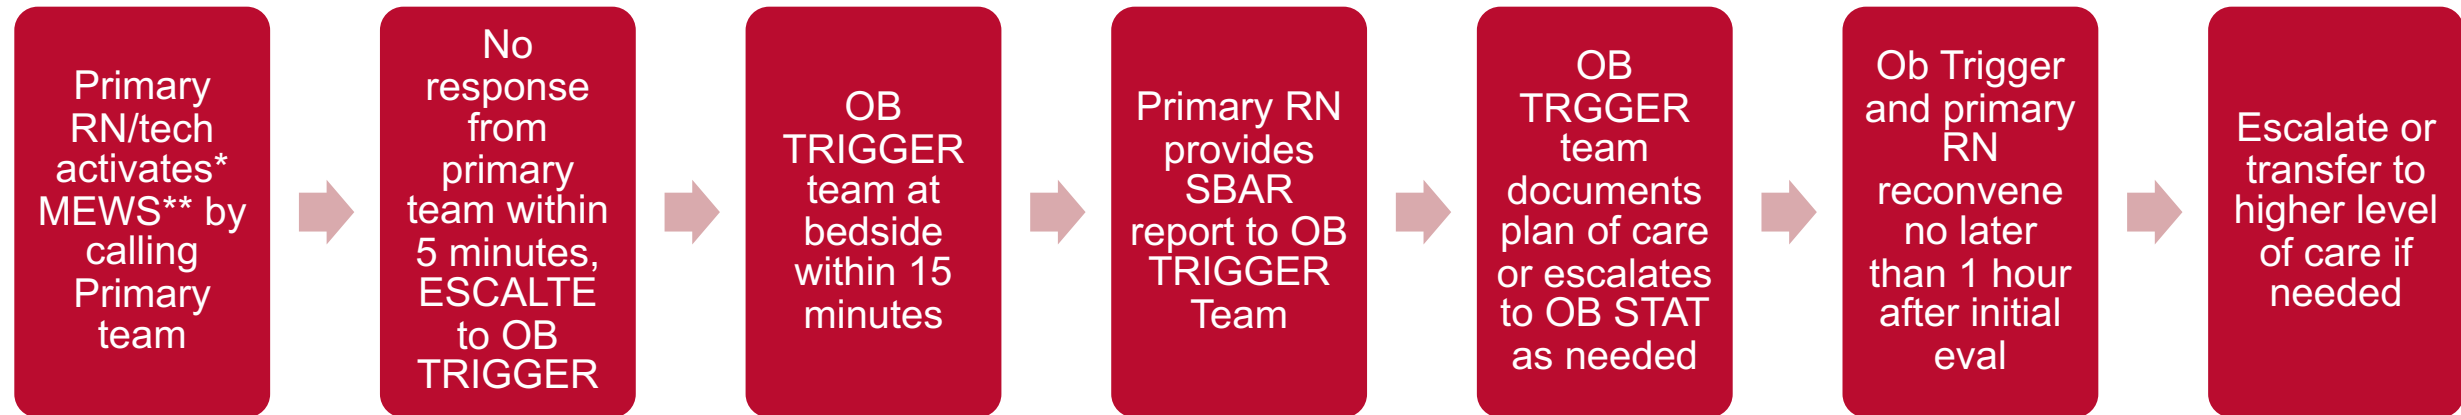 Primary
RN/tech
activates*
MEWS** by
calling
Primary
team
No
response
from
primary
team within
5 minutes,
ESCALTE
to OB
TRIGGER
OB
TRIGGER
team at
bedside
within 15
minutes
Primary RN
provides
SBAR
report to OB
TRIGGER
Team
OB
TRGGER
team
documents
plan of care
or escalates
to OB STAT
as needed
Ob Trigger
and primary
RN
reconvene
no later
than 1 hour
after initial
eval
Escalate or
transfer to
higher level
of care if
needed